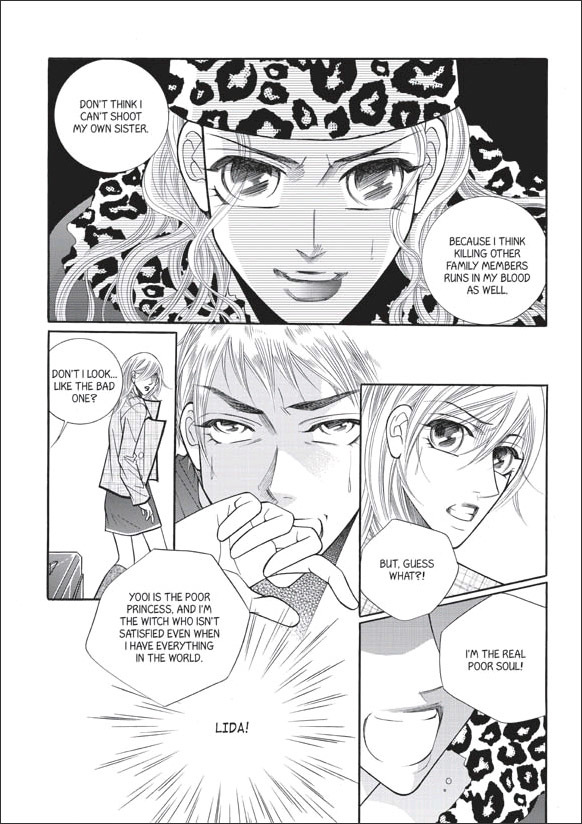 DON'T THINK I
CAN'T SHOOT
MY OWN SISTER.
BECAUSE I THINK
KILLING OTHER
FAMILY MEMBERS
RUNS IN MY BLOOD
AS WELL.
DON'T I LOOK...
LIKE THE BAD
ONE?
YOOI IS THE POOR
PRINCESS, AND I'M
THE WITCH WHO ISN'T
SATISFIED EVEN WHEN
I HAVE EVERYTHING
IN THE WORLD.
LIDA!
BUT, GUESS
WHAT?!
I'M THE REAL
POOR SOUL!